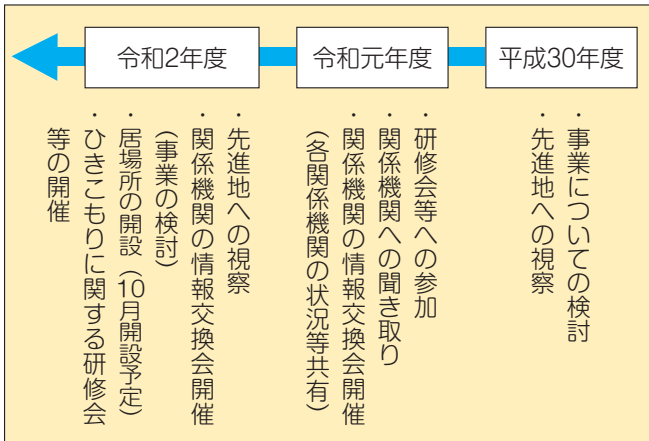 平成30年度
・事業についての検討
・先進地への視察
令和元年度
・研修会等への参加
・関係機関への聞き取り
・関係機関の情報交換会開催
（各関係機関の状況等共有）
令和2年度
・先進地への視察
・関係機関の情報交換会開催
（事業の検討）
・居場所の開設（10月開設予定）
・ひきこもりに関する研修会
等の開催